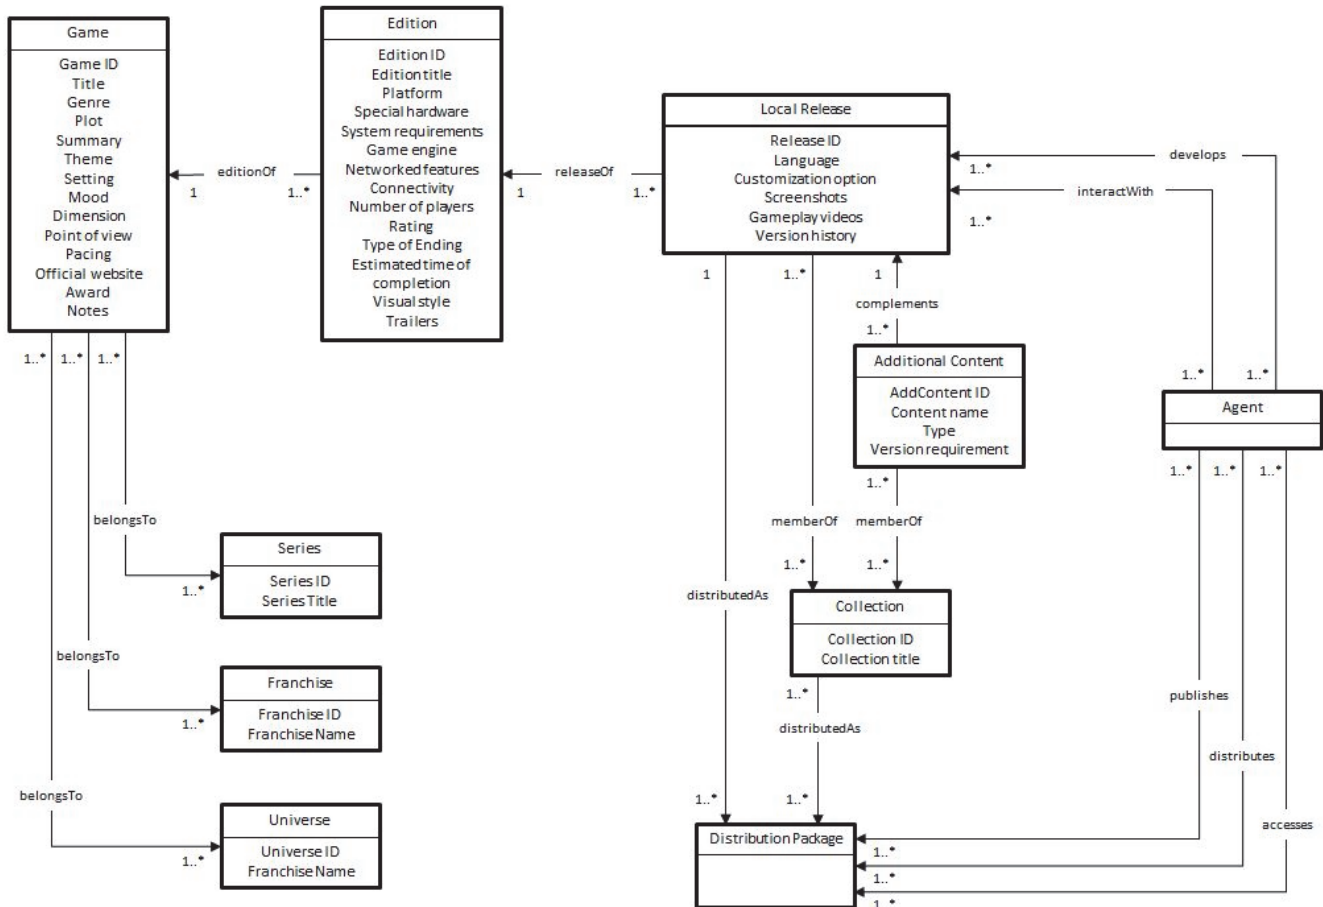 Game
Game ID
Title
Genre
Plot
Summary
Theme
Setting
Mood
Dimension
Point of view
Pacing
Official website
Award
Notes
Edition
Edition ID
Edition title
Platform
Special hardware
System requirements
Game engine
Networked features
Connectivity
Number of players
Rating
Type of Ending
Estimated time of
completion
Visual style
Trailers
editionOf
1
1..*
releaseOf
1
1..*
Local Release
Release ID
Language
Customization option
Screenshots
Gameplay videos
Version history
develops
1..*
interactWith
1..*
1
1..*
1
complements
1..*
Additional Content
AddContent ID
Content name
Type
Version requirement
1..*
1..*
Agent
1..*
1..*
1..*
1..*
1..*
1..*
1..*
belongsTo
1..*
Series
Series ID
Series Title
memberOf
memberOf
1..*
1..*
distributedAs
Collection
Collection ID
Collection title
belongsTo
1..*
Franchise
Franchise ID
Franchise Name
1..*
distributedAs
publishes
distributes
accesses
belongsTo
1..*
Universe
Universe ID
Franchise Name
1..*
1..*
Distribution Package
1..*
1..*
1..*